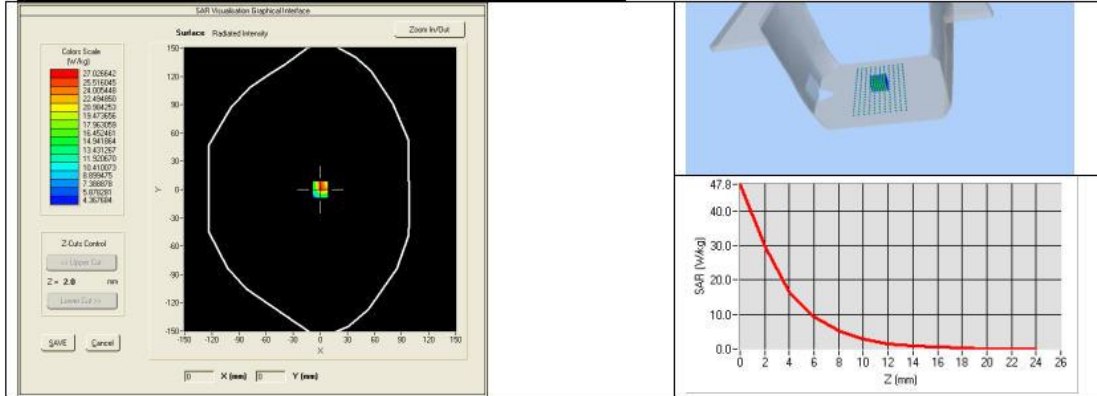 SAR Visualisation Graphical Interface
Surface Radiated Intensity
Zoom In/Out
Colors Scale
(W/kg)
27.026642
25.516045
24.005448
22.494850
20.984253
19.473656
17.963059
16.452461
14.941864
13.431267
11.920670
10.410073
8.899475
7.388878
5.878281
4.367684
150
120
90
60
30
0
-30
-60
-90
-120
-150
Y
-150 -120 -90 -60 -30 0 30 60 90 120 150
X
Z-Cuts Control
<< Upper Cut
Z = 2.0 mm
Lower Cut >>
SAVE Cancel
0 X (mm) 0 Y (mm)
47.8
40.0
30.0
20.0
10.0
0.0
SAR (W/kg)
0 2 4 6 8 10 12 14 16 18 20 22 24 26
Z (mm)